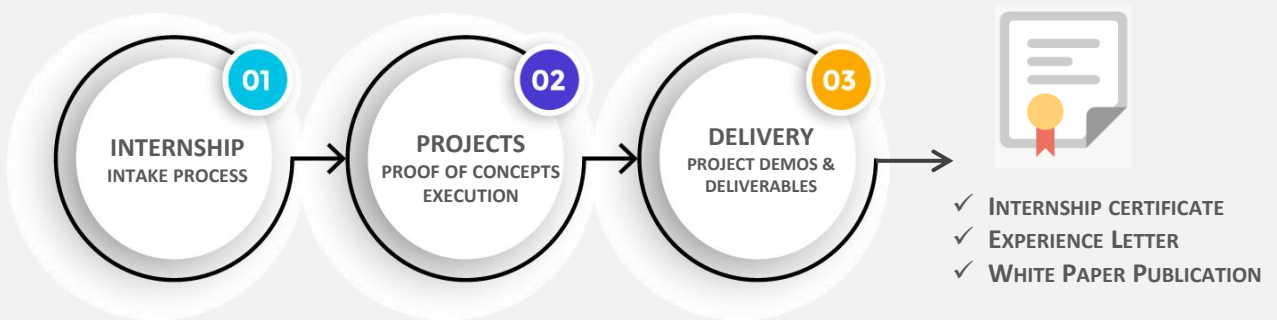 01
INTERNSHIP
INTAKE PROCESS
02
PROJECTS
PROOF OF CONCEPTS
EXECUTION
03
DELIVERY
PROJECT DEMOS &
DELIVERABLES
✓ INTERNSHIP CERTIFICATE
✓ EXPERIENCE LETTER
✓ WHITE PAPER PUBLICATION